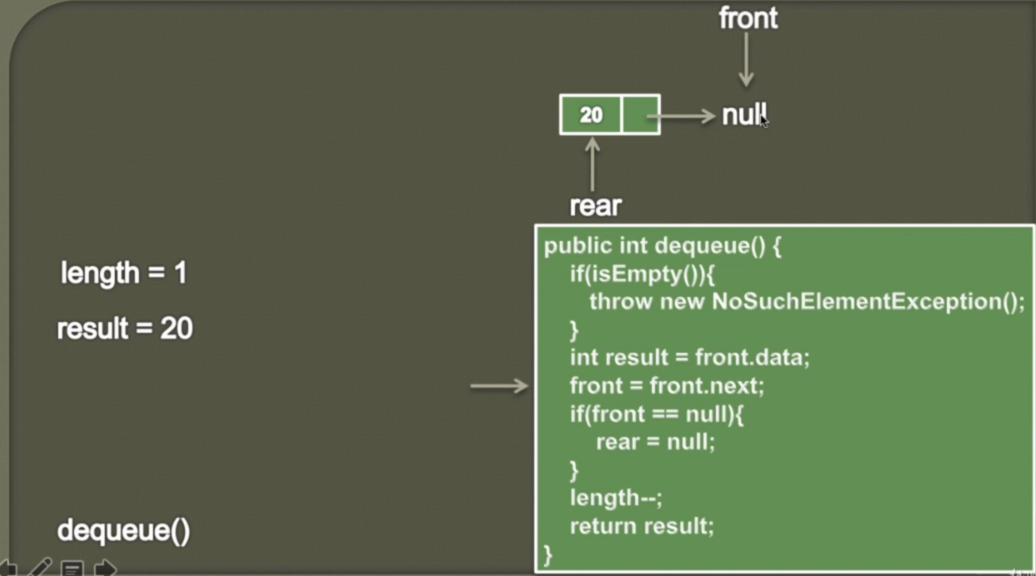 front
20
null
rear
length = 1
result = 20
dequeue()
public int dequeue() {
if(isEmpty()){
throw new NoSuchElementException();
}
int result = front.data;
front = front.next;
if(front == null){
rear = null;
}
length--;
return result;
}